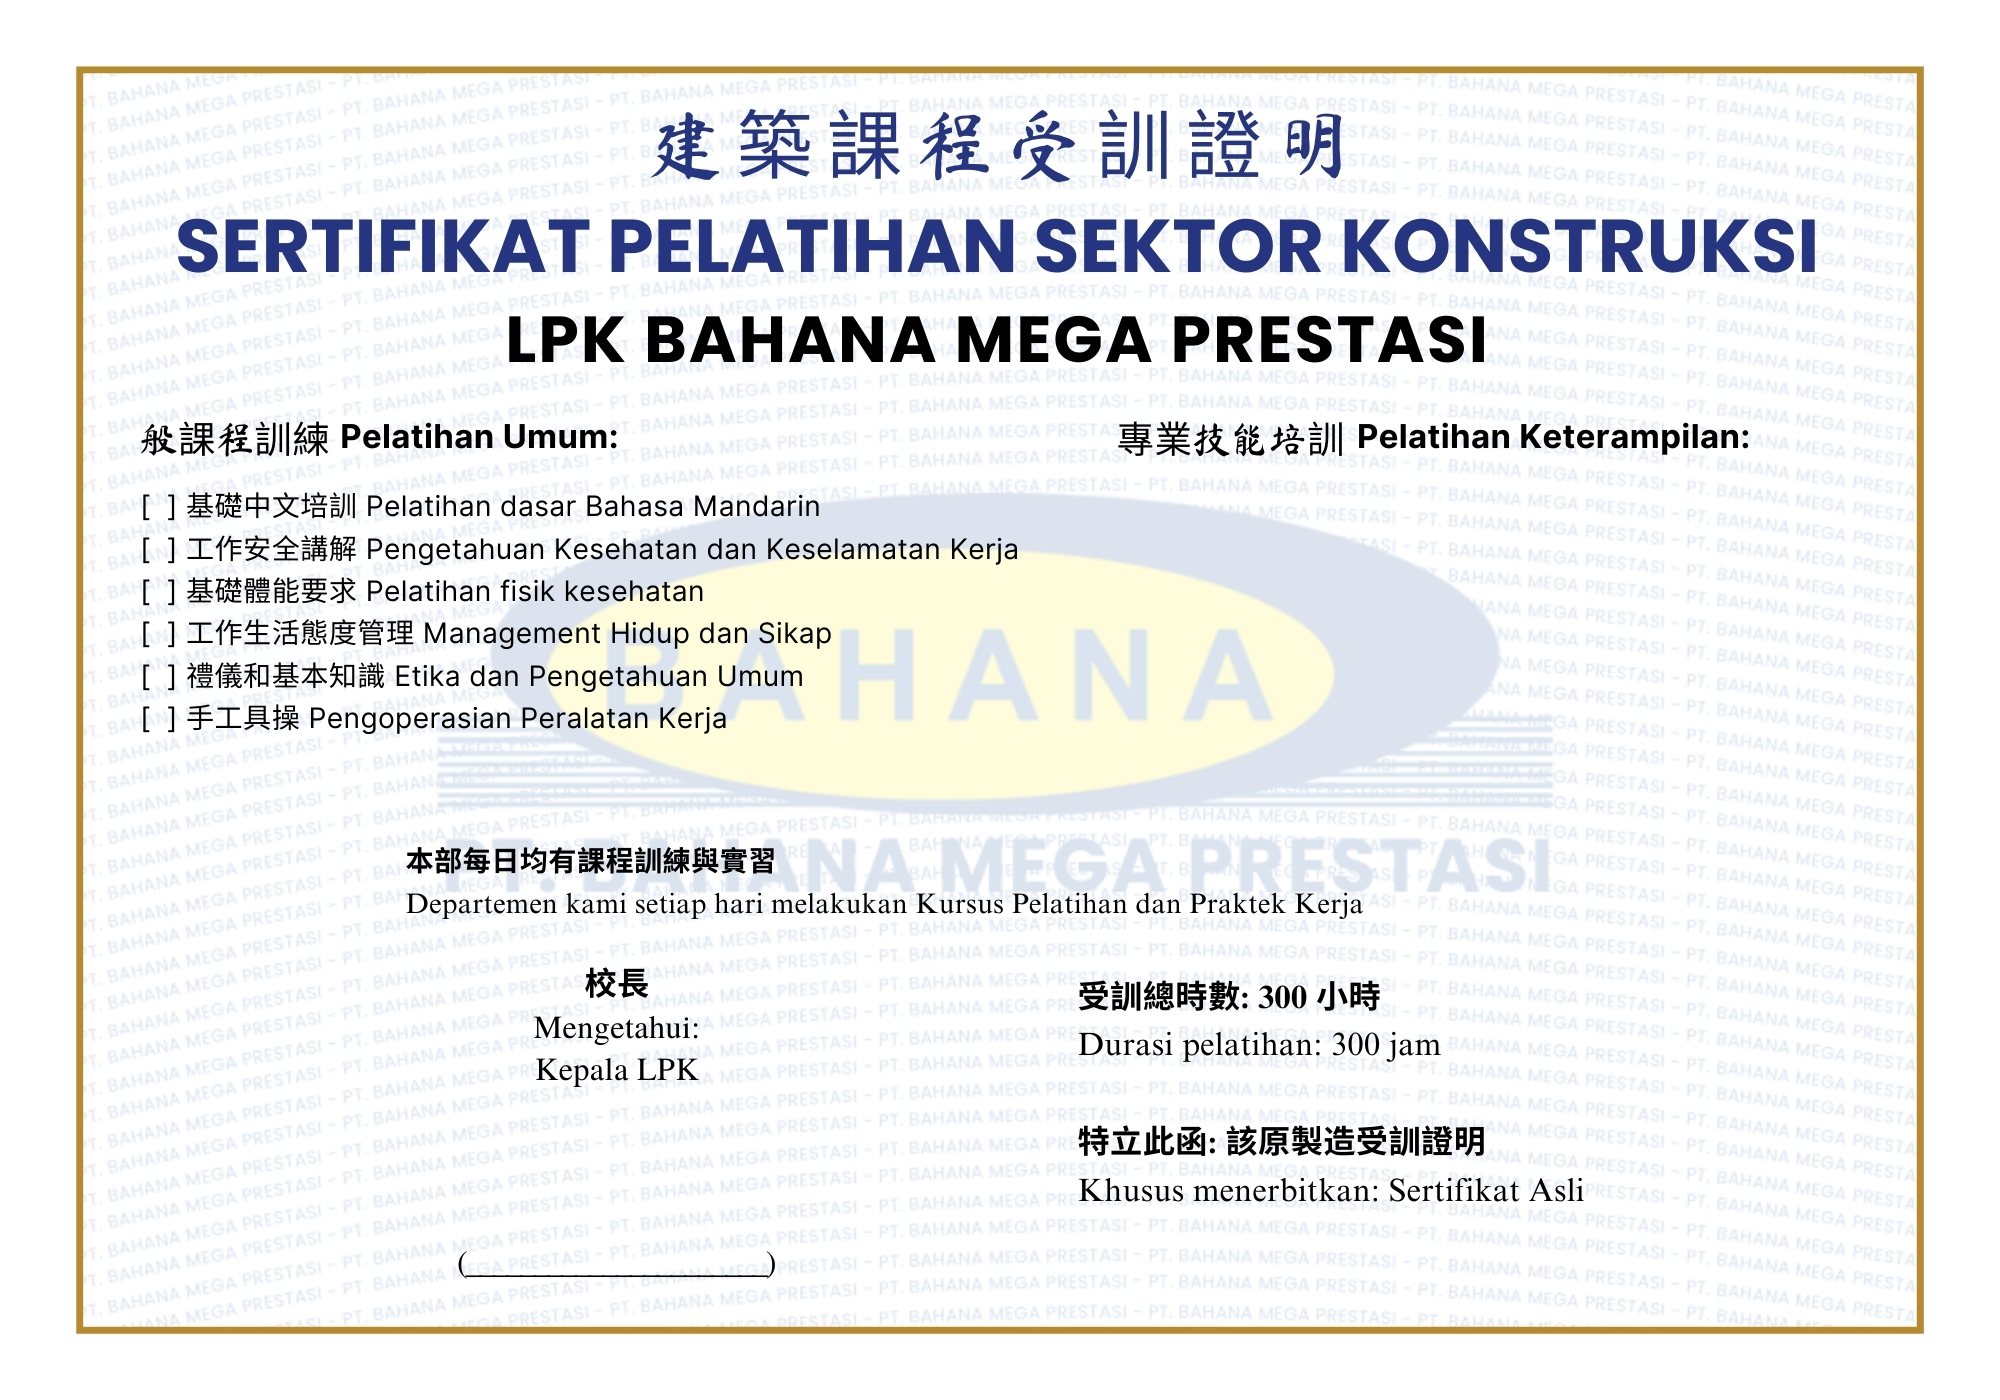 建築課程受訓證明
SERTIFIKAT PELATIHAN SEKTOR KONSTRUKSI
LPK BAHANA MEGA PRESTASI
般課程訓練 Pelatihan Umum:
[ ] 基礎中文培訓 Pelatihan dasar Bahasa Mandarin
[ ] 工作安全講解 Pengetahuan Kesehatan dan Keselamatan Kerja
[ ] 基礎體能要求 Pelatihan fisik kesehatan
[ ] 工作生活態度管理 Management Hidup dan Sikap
[ ] 禮儀和基本知識 Etika dan Pengetahuan Umum
[ ] 手工具操 Pengoperasian Peralatan Kerja
專業技能培訓 Pelatihan Keterampilan:
BAHANA
PT. BAHANA MEGA PRESTASI
本部每日均有課程訓練與實習
Departemen kami setiap hari melakukan Kursus Pelatihan dan Praktek Kerja
校長
Mengetahui:
Kepala LPK
(____________________)
受訓總時數: 300 小時
Durasi pelatihan: 300 jam
特立此函: 該原製造受訓證明
Khusus menerbitkan: Sertifikat Asli